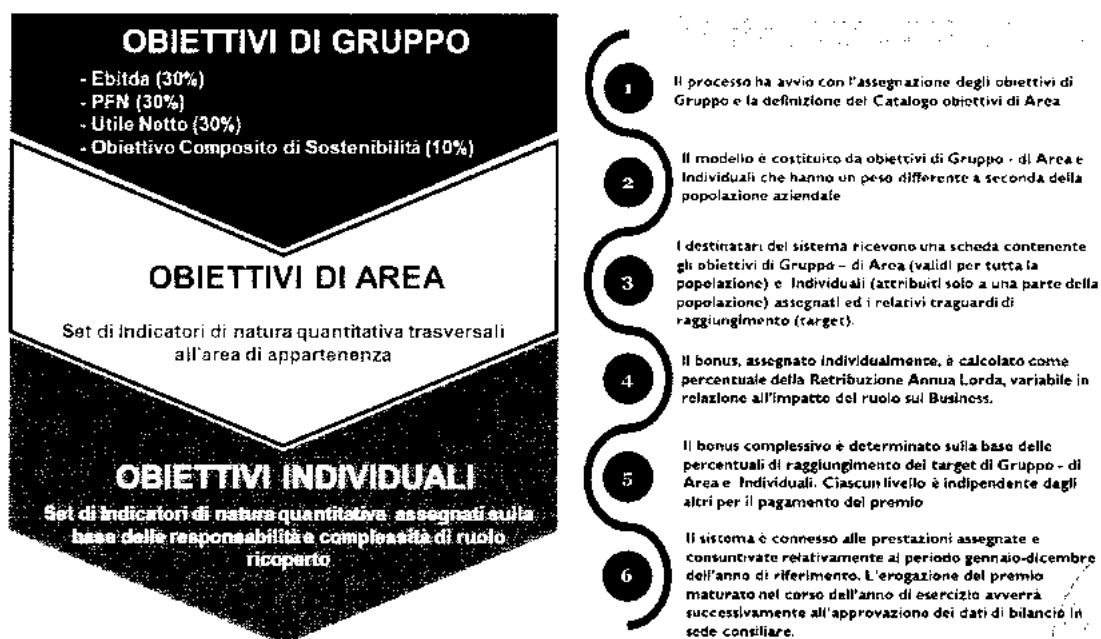 OBIETTIVI DI GRUPPO
- Ebitda (30%)
- PFN (30%)
- Utile Netto (30%)
- Obiettivo Composito di Sostenibilità (10%)
OBIETTIVI DI AREA
Set di Indicatori di natura quantitativa trasversali
all'area di appartenenza
OBIETTIVI INDIVIDUALI
Set di Indicatori di natura quantitativa assegnati sulla
base delle responsabilità e complessità di ruolo
ricoperto
1
Il processo ha avvio con l'assegnazione degli obiettivi di
Gruppo e la definizione del Catalogo obiettivi di Area
2
Il modello è costituito da obiettivi di Gruppo - di Area e
Individuali che hanno un peso differente a seconda della
popolazione aziendale
3
I destinatari del sistema ricevono una scheda contenente
gli obiettivi di Gruppo – di Area (validi per tutta la
popolazione) e Individuali (attribuiti solo a una parte della
popolazione) assegnati ed i relativi traguardi di
raggiungimento (target).
4
Il bonus, assegnato individualmente, è calcolato come
percentuale della Retribuzione Annua Lorda, variabile in
relazione all'impatto del ruolo sul Business.
5
Il bonus complessivo è determinato sulla base delle
percentuali di raggiungimento dei target di Gruppo - di
Area e Individuali. Ciascun livello è indipendente dagli
altri per il pagamento del premio
6
Il sistema è connesso alle prestazioni assegnate e
consuntivate relativamente al periodo gennaio-dicembre
dell'anno di riferimento. L'erogazione del premio
maturato nel corso dell'anno di esercizio avverrà
successivamente all'approvazione dei dati di bilancio in
sede consiliare.